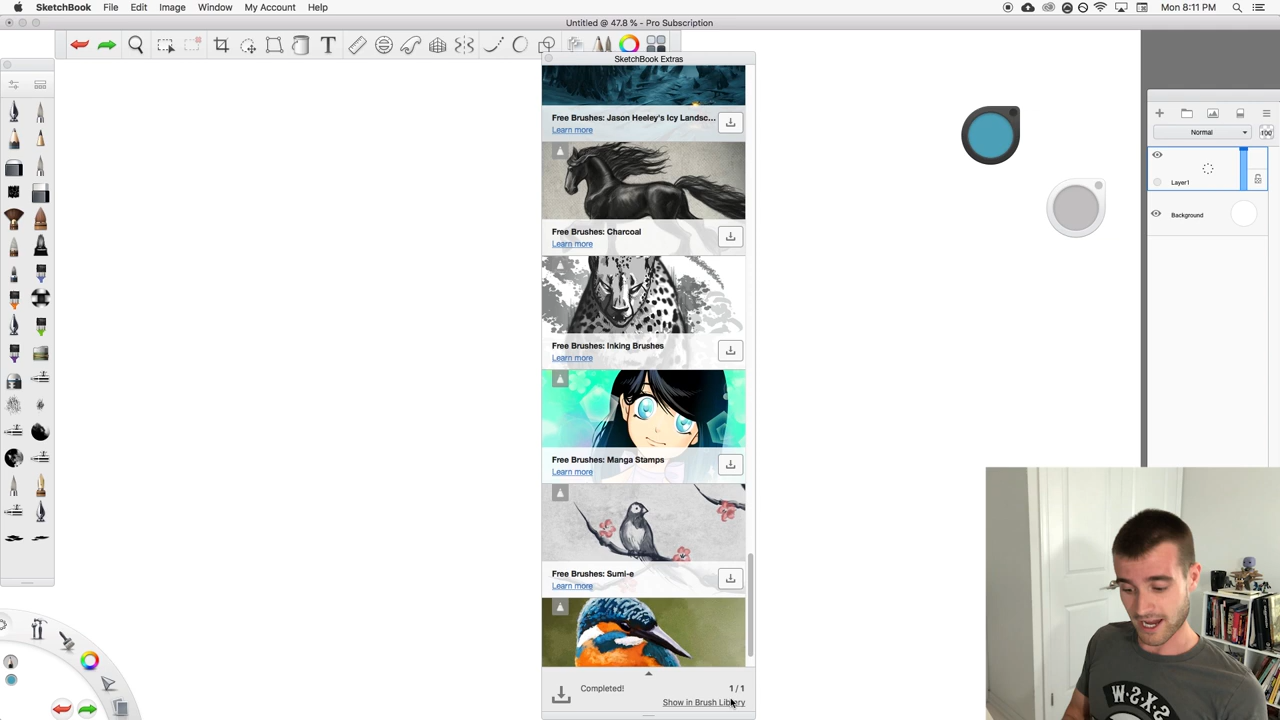 SketchBook File Edit Image Window My Account Help
Mon 8:11 PM
Untitled @ 47.8 % - Pro Subscription
T
SketchBook Extras
Free Brushes: Jason Heeley's Icy Landsc...
Learn more
Normal
100
Layer1
Background
Free Brushes: Charcoal
Learn more
Free Brushes: Inking Brushes
Learn more
Free Brushes: Manga Stamps
Learn more
Free Brushes: Sumi-e
Learn more
Completed! 1 / 1
Show in Brush Library